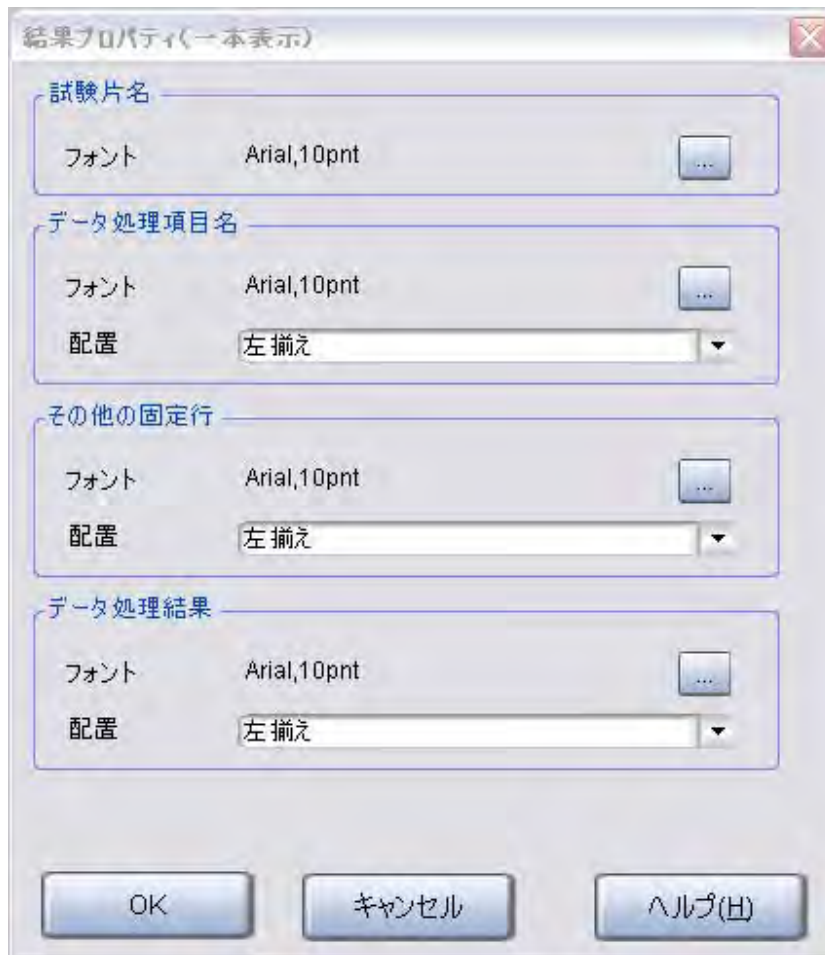 結果プロパティ(一本表示)
試験片名
フォント Arial,10pnt ...
データ処理項目名
フォント Arial,10pnt ...
配置 左揃え
その他の固定行
フォント Arial,10pnt ...
配置 左揃え
データ処理結果
フォント Arial,10pnt ...
配置 左揃え
OK キャンセル ヘルプ(H)